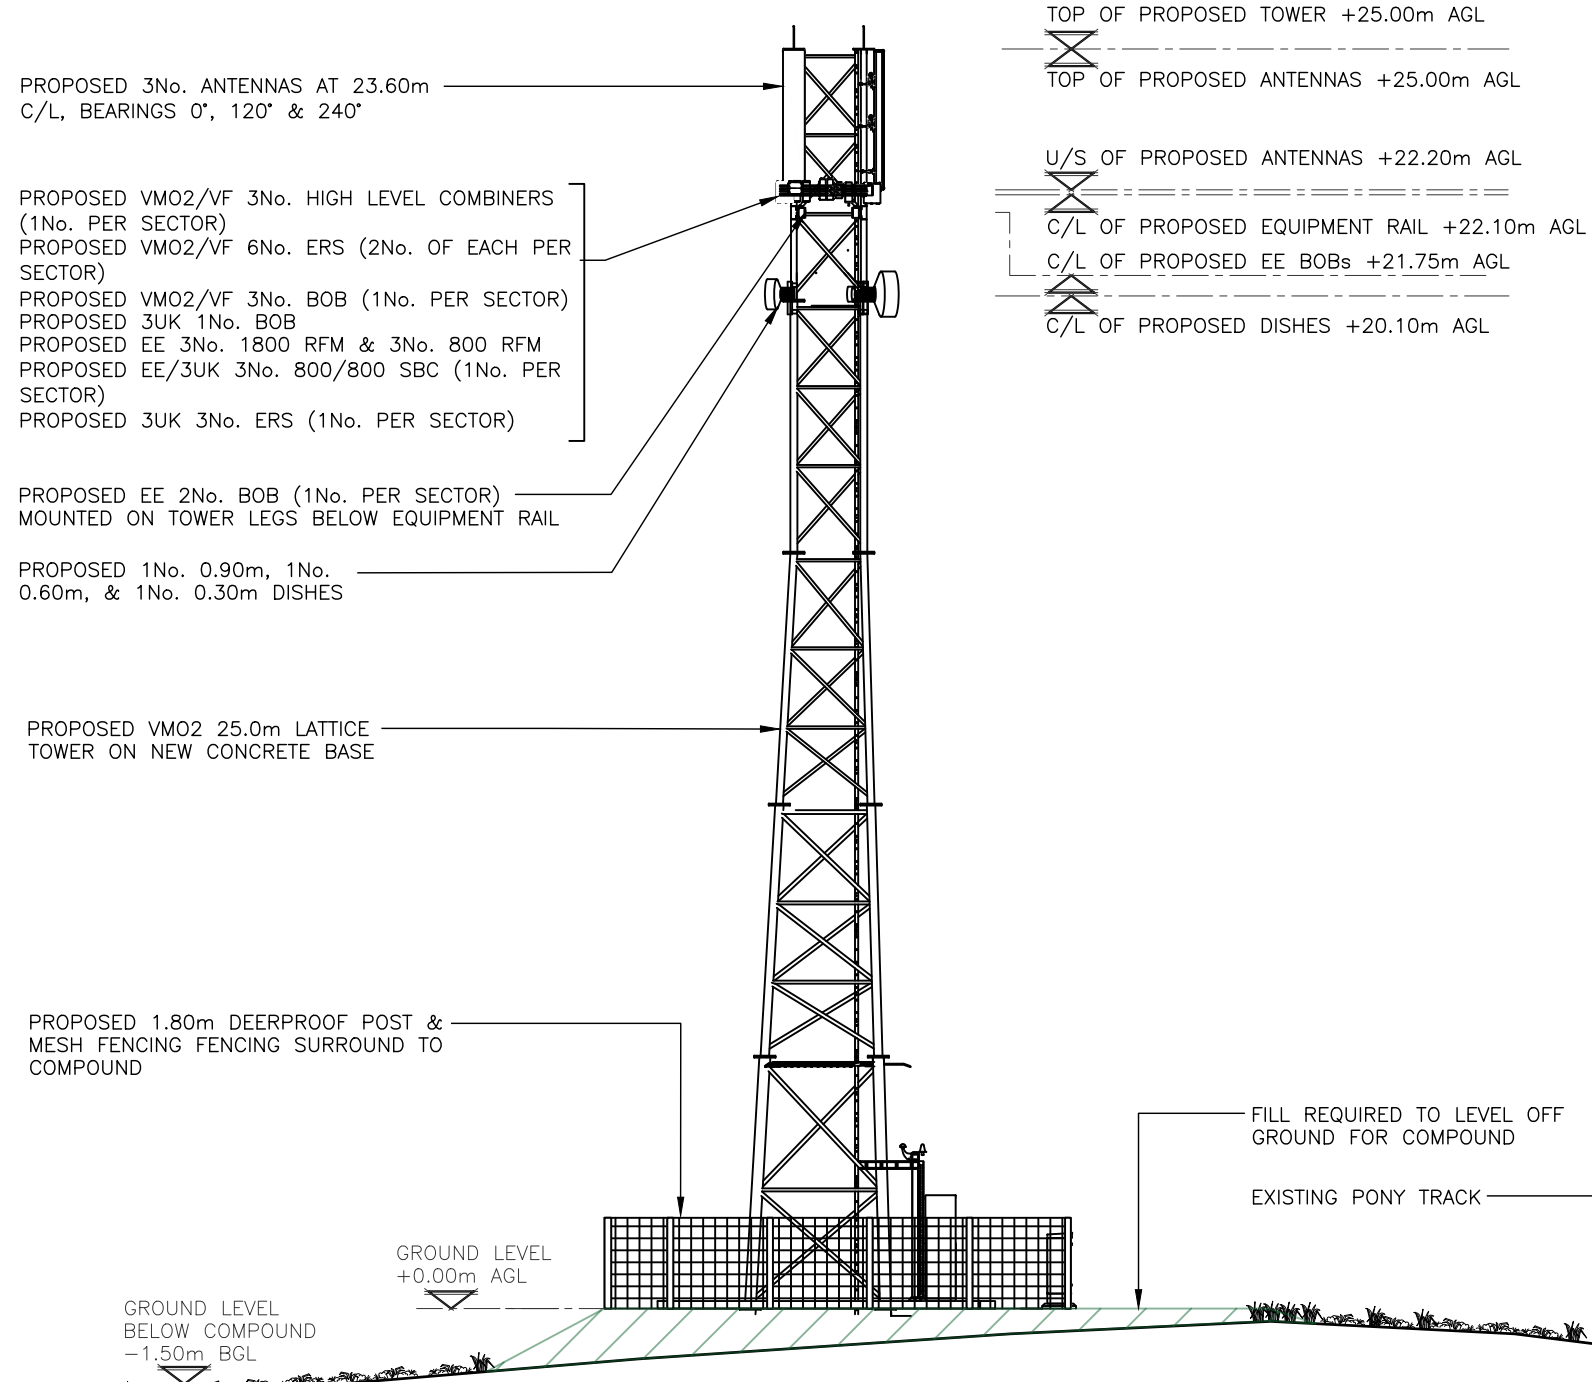 TOP OF PROPOSED TOWER +25.00m AGL
TOP OF PROPOSED ANTENNAS +25.00m AGL
PROPOSED 3No. ANTENNAS AT 23.60m
C/L, BEARINGS 0°, 120° & 240°
U/S OF PROPOSED ANTENNAS +22.20m AGL
C/L OF PROPOSED EQUIPMENT RAIL +22.10m AGL
C/L OF PROPOSED EE BOBs +21.75m AGL
C/L OF PROPOSED DISHES +20.10m AGL
PROPOSED VMO2/VF 3No. HIGH LEVEL COMBINERS
(1No. PER SECTOR)
PROPOSED VMO2/VF 6No. ERS (2No. OF EACH PER
SECTOR)
PROPOSED VMO2/VF 3No. BOB (1No. PER SECTOR)
PROPOSED 3UK 1No. BOB
PROPOSED EE 3No. 1800 RFM & 3No. 800 RFM
PROPOSED EE/3UK 3No. 800/800 SBC (1No. PER
SECTOR)
PROPOSED 3UK 3No. ERS (1No. PER SECTOR)
PROPOSED EE 2No. BOB (1No. PER SECTOR)
MOUNTED ON TOWER LEGS BELOW EQUIPMENT RAIL
PROPOSED 1No. 0.90m, 1No.
0.60m, & 1No. 0.30m DISHES
PROPOSED VMO2 25.0m LATTICE
TOWER ON NEW CONCRETE BASE
PROPOSED 1.80m DEERPROOF POST &
MESH FENCING FENCING SURROUND TO
COMPOUND
FILL REQUIRED TO LEVEL OFF
GROUND FOR COMPOUND
EXISTING PONY TRACK
GROUND LEVEL
+0.00m AGL
GROUND LEVEL
BELOW COMPOUND
-1.50m BGL